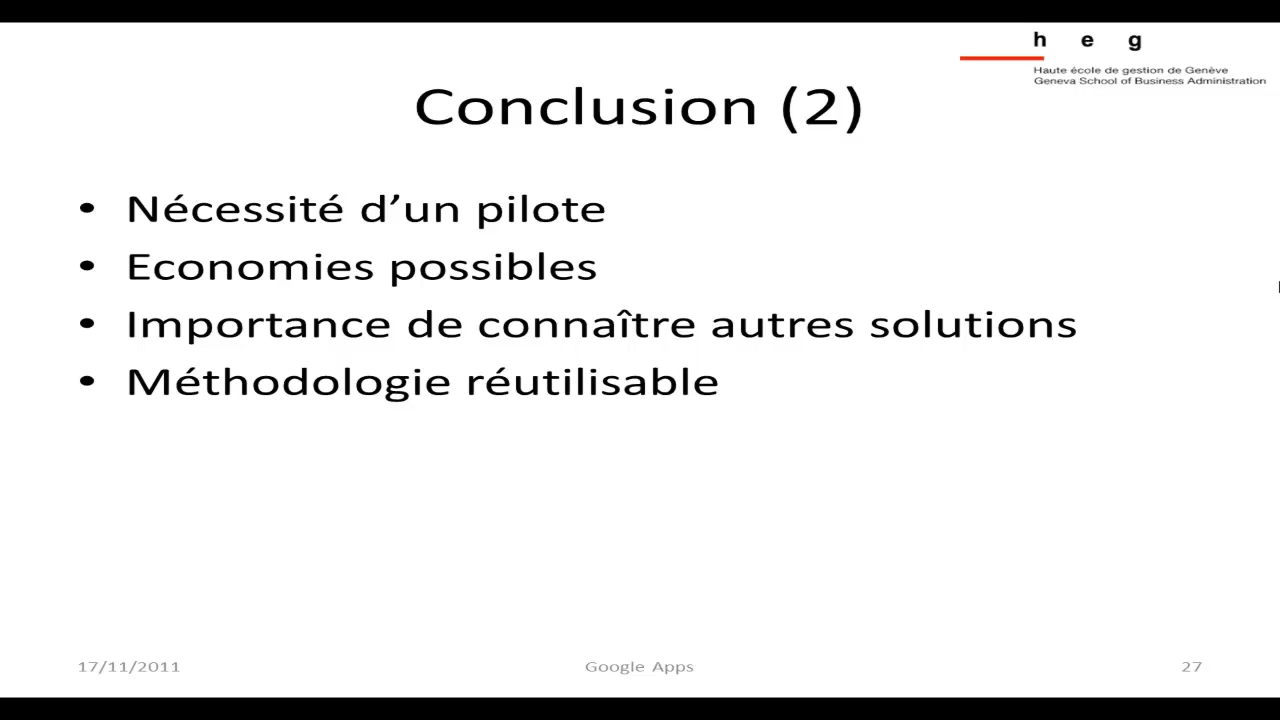 h e g
Haute école de gestion de Genève
Geneva School of Business Administration
Conclusion (2)
• Nécessité d’un pilote
• Economies possibles
• Importance de connaître autres solutions
• Méthodologie réutilisable
17/11/2011 Google Apps 27